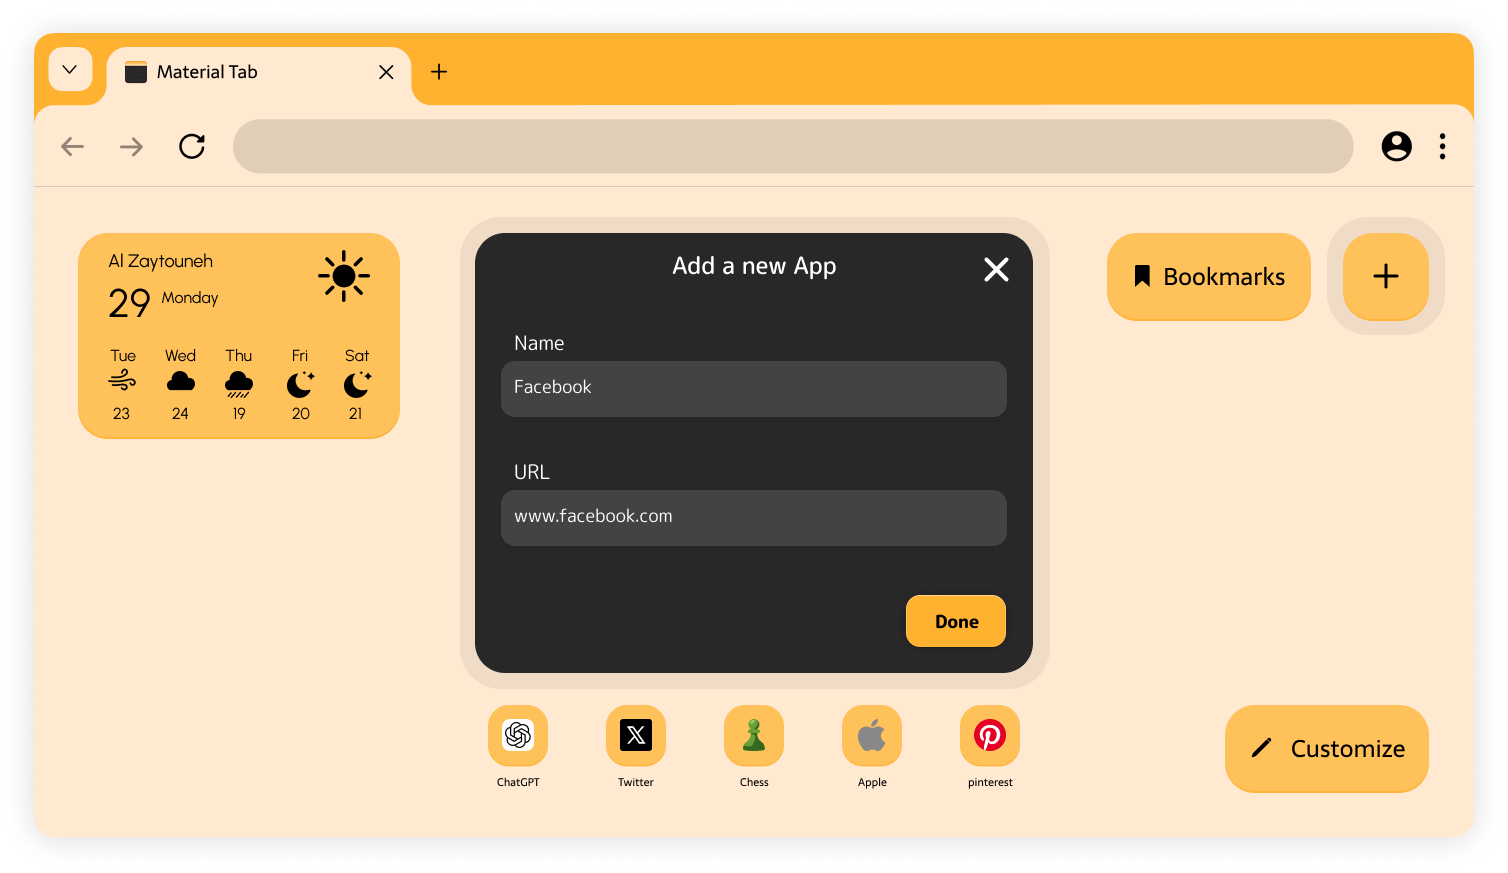 Material Tab
Al Zaytouneh
29 Monday
Tue Wed Thu Fri Sat
23 24 19 20 21
Add a new App
Name
Facebook
URL
www.facebook.com
Done
Bookmarks
ChatGPT Twitter Chess Apple pinterest
Customize